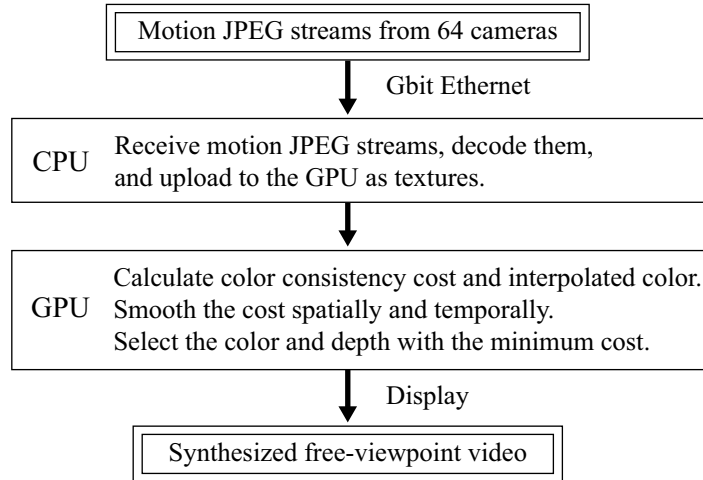 Motion JPEG streams from 64 cameras
Gbit Ethernet
CPU
Receive motion JPEG streams, decode them,
and upload to the GPU as textures.
GPU
Calculate color consistency cost and interpolated color.
Smooth the cost spatially and temporally.
Select the color and depth with the minimum cost.
Display
Synthesized free-viewpoint video